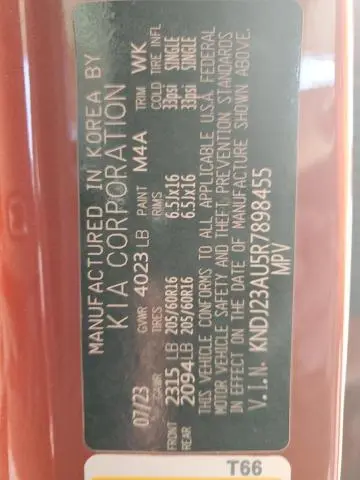 MANUFACTURED IN KOREA BY
KIA CORPORATION
07/23 GVWR 4023 LB PAINT M4A TRIM WK
GAWR RIMS COLD TIRE INFL
FRONT 2315 LB 205/60R16 6.5Jx16 33psi SINGLE
REAR 2094 LB 205/60R16 6.5Jx16 33psi SINGLE
THIS VEHICLE CONFORMS TO ALL APPLICABLE U.S.A. FEDERAL
MOTOR VEHICLE SAFETY AND THEFT PREVENTION STANDARDS
IN EFFECT ON THE DATE OF MANUFACTURE SHOWN ABOVE.
V.I.N. KNDJ23AU5R7898455
MPV
T66